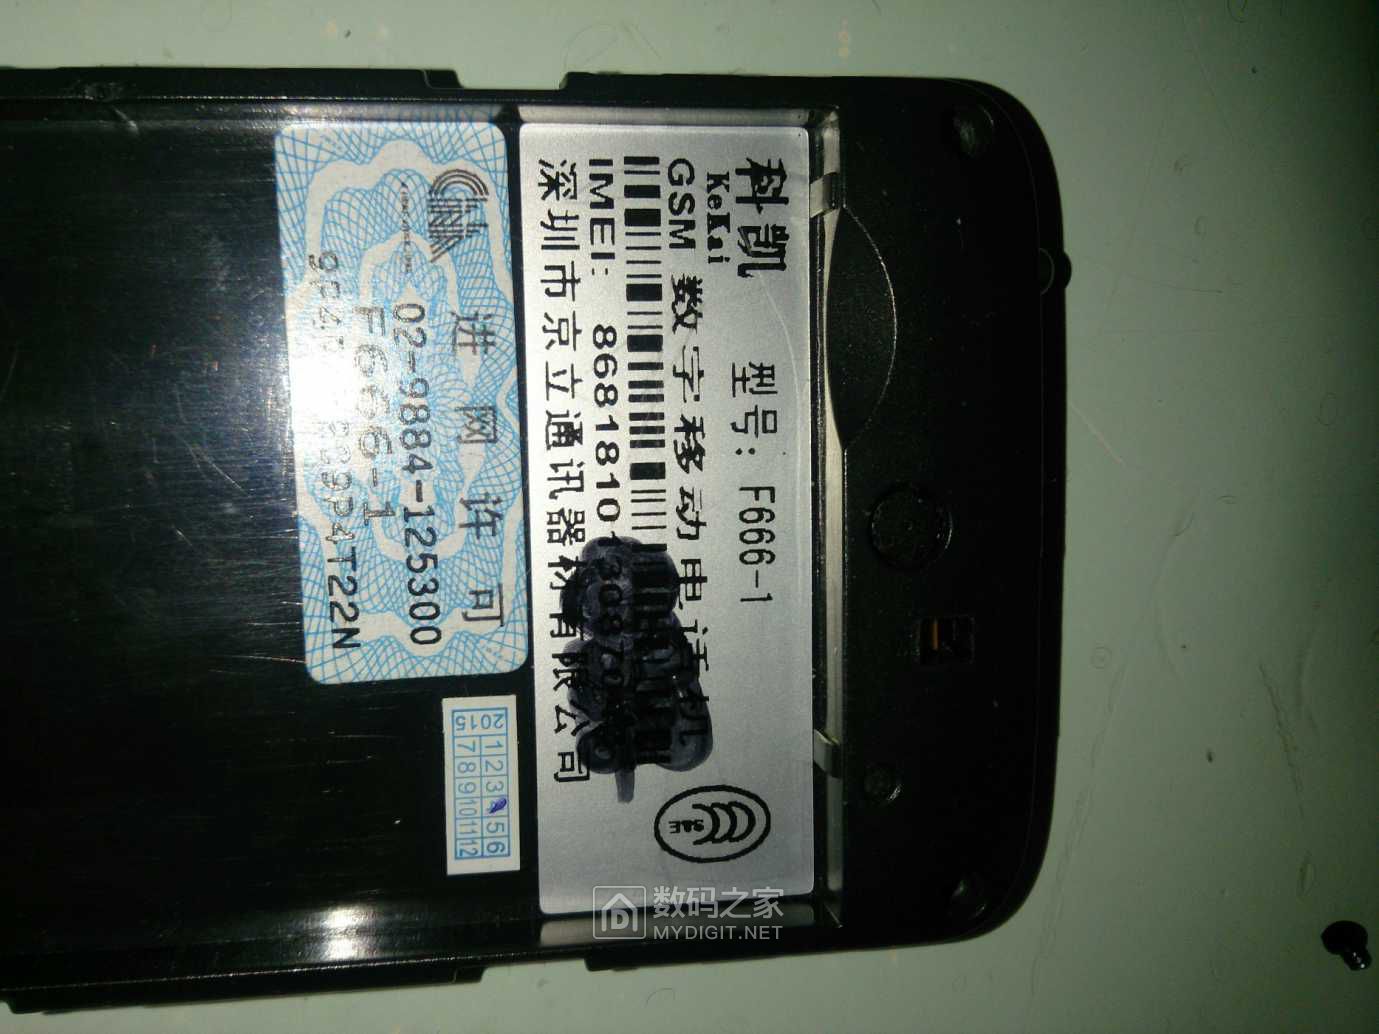 科凯 型号: F666-1
KeKai
GSM 数字移动电话机
IMEI: 8681810
深圳市京立通讯器材有限公司
S&E
进网许可
02-9884-125300
F666-1
2015 1 2 3 5 6
7 8 9 10 11 12
数码之家
MYDIGIT.NET